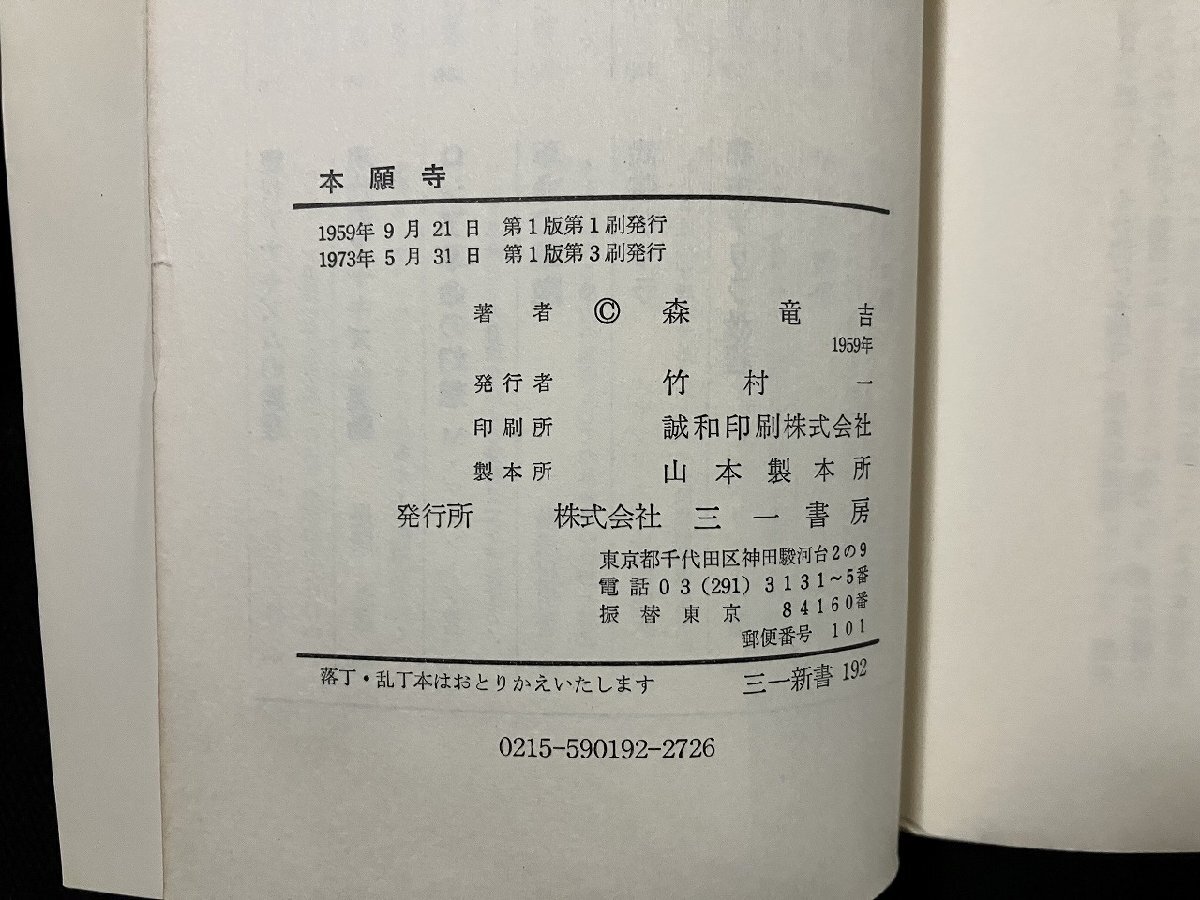 本願寺
1959年9月21日 第1版第1刷発行
1973年5月31日 第1版第3刷発行
著者 © 森竜吉
1959年
発行者 竹村一
印刷所 誠和印刷株式会社
製本所 山本製本所
発行所 株式会社 三一書房
東京都千代田区神田駿河台2の9
電話03(291)3131～5番
振替東京 84160番
郵便番号 101
落丁・乱丁本はおとりかえいたします 三一新書 192
0215-590192-2726